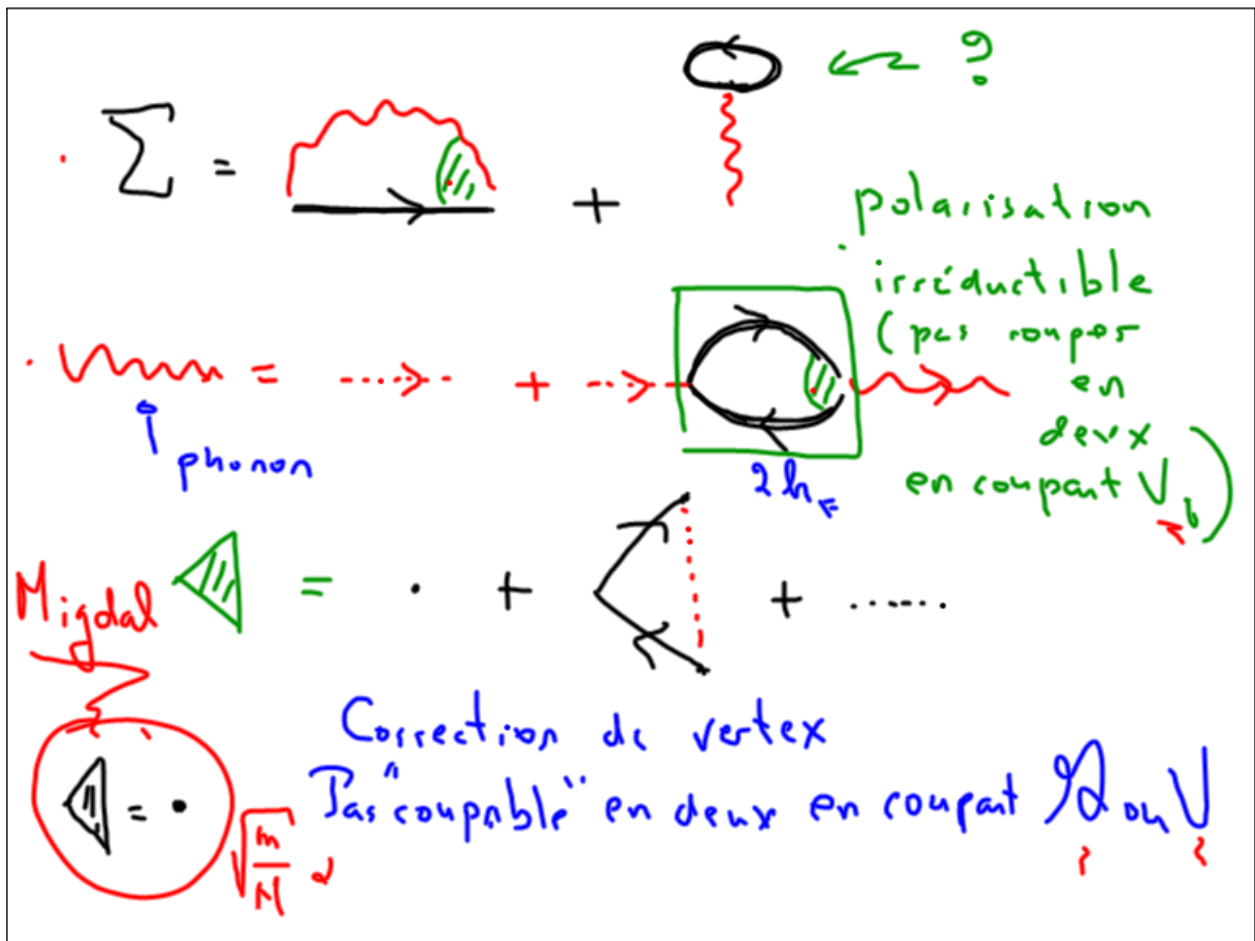 ?
Σ = +
polarisation
irréductible
(pas couper
en
deux
en coupant V)
= +
phonon
2k_F
Migdal
= . + + ......
Correction de vertex
= .
Pas "coupable" en deux en coupant G ou V
√m/M